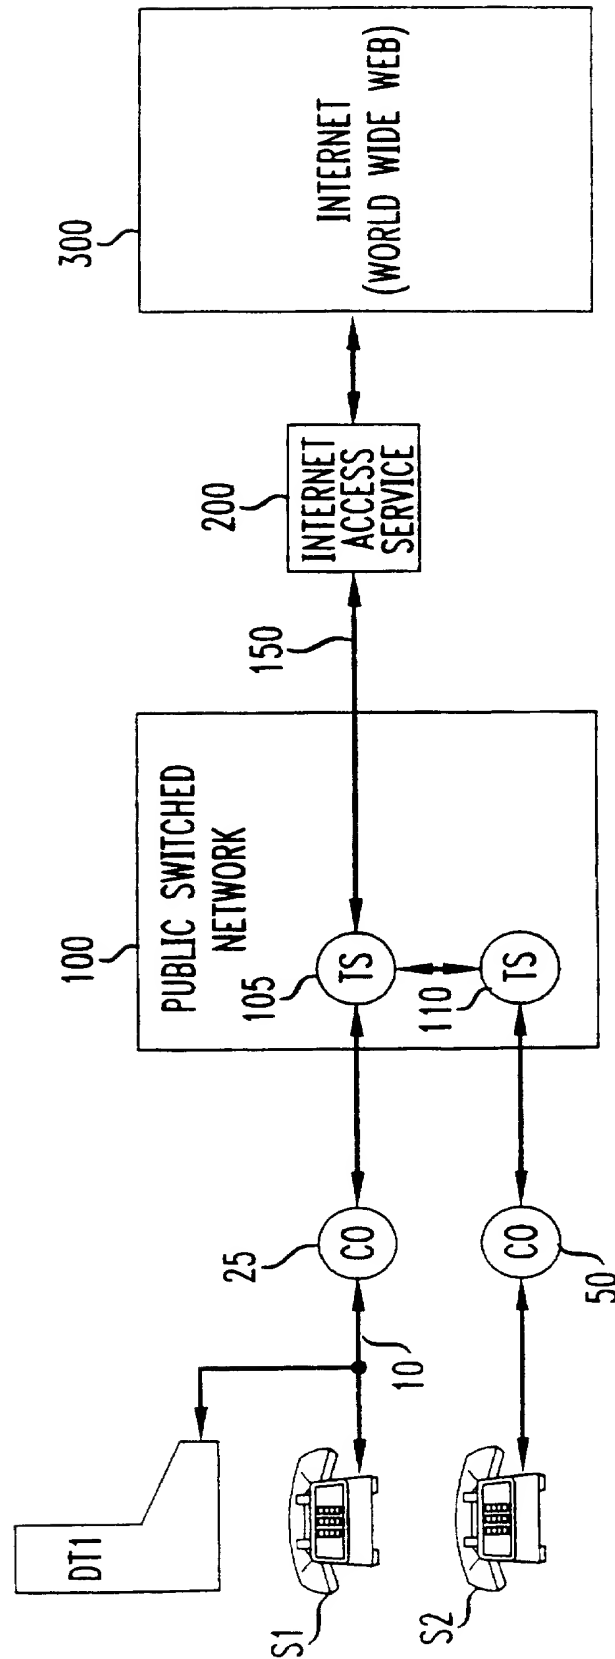 DT1
S1
S2
10
25
CO
CO
50
100
PUBLIC SWITCHED
NETWORK
105
TS
110
TS
150
200
INTERNET
ACCESS
SERVICE
300
INTERNET
(WORLD WIDE WEB)